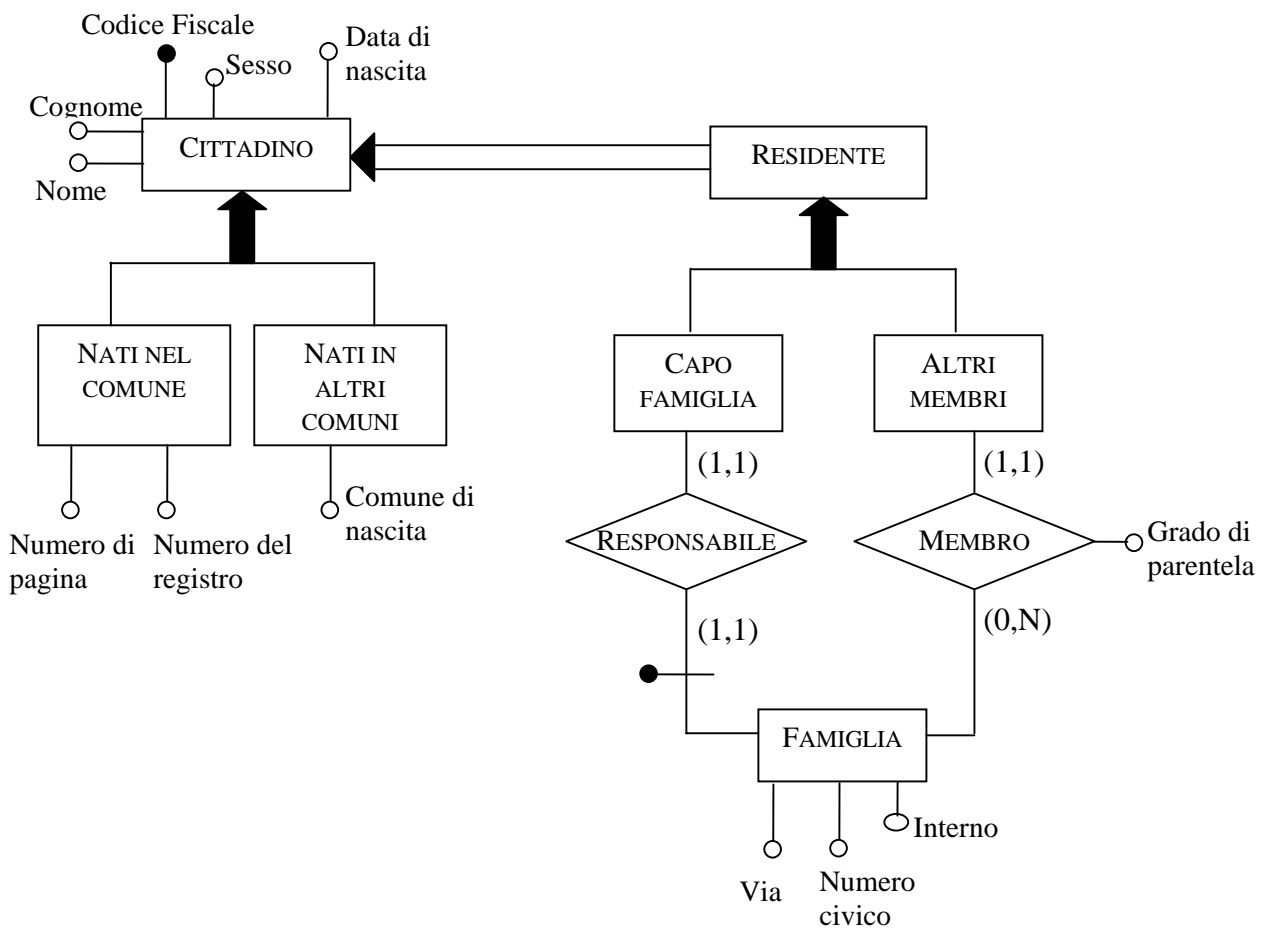 Codice Fiscale
Sesso
Data di
nascita
Cognome
Nome
CITTADINO
RESIDENTE
NATI NEL
COMUNE
NATI IN
ALTRI
COMUNI
CAPO
FAMIGLIA
ALTRI
MEMBRI
(1,1)
(1,1)
Numero di
pagina
Numero del
registro
Comune di
nascita
RESPONSABILE
MEMBRO
Grado di
parentela
(1,1)
(0,N)
FAMIGLIA
Via
Numero
civico
Interno